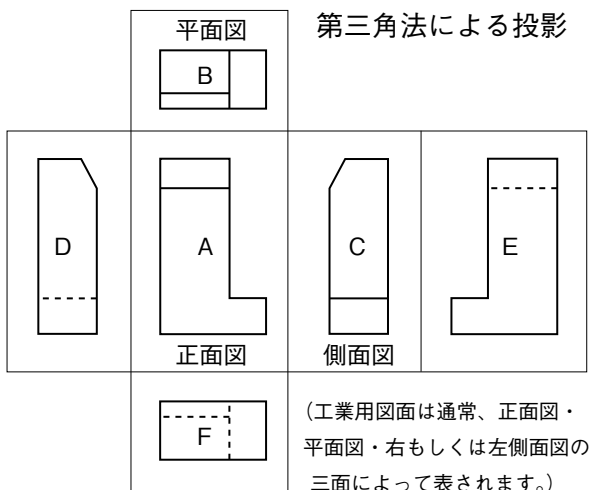 平面図
第三角法による投影
B
D
A
C
E
正面図
側面図
F
(工業用図面は通常、正面図・
平面図・右もしくは左側面図の
三面によって表されます。)